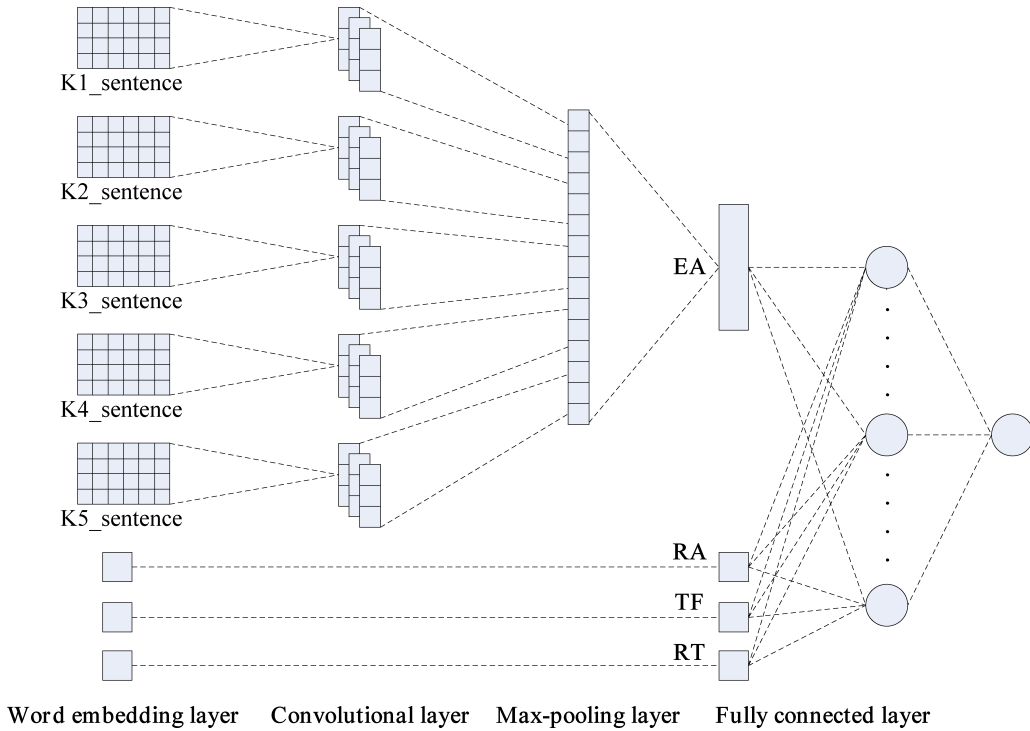 K1_sentence
K2_sentence
K3_sentence
EA
K4_sentence
K5_sentence
RA
TF
RT
Word embedding layer
Convolutional layer
Max-pooling layer
Fully connected layer